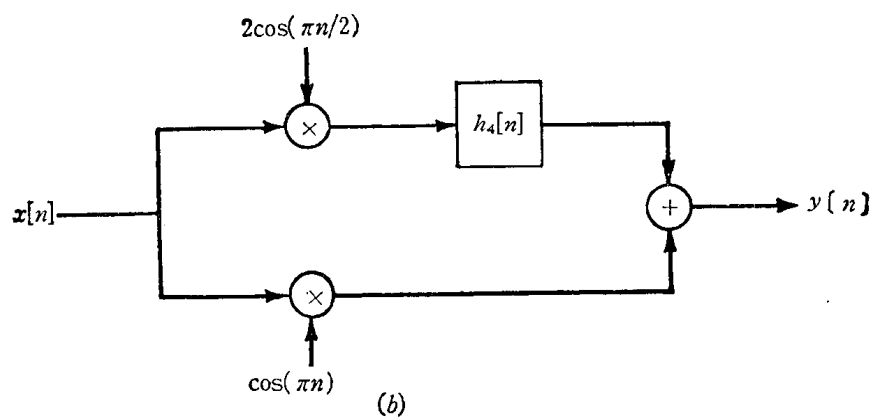 2cos(πn/2)
×
h₄[n]
x[n]
+
y[n]
×
cos(πn)
(b)